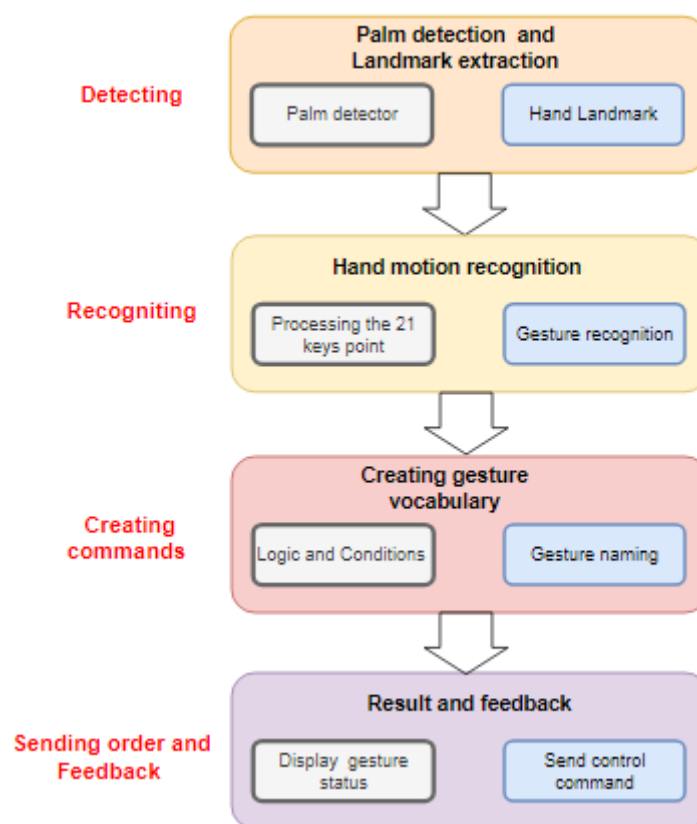 Palm detection and
Landmark extraction
Detecting
Palm detector
Hand Landmark
Hand motion recognition
Recogniting
Processing the 21
keys point
Gesture recognition
Creating gesture
vocabulary
Creating
commands
Logic and Conditions
Gesture naming
Result and feedback
Sending order and
Feedback
Display gesture
status
Send control
command